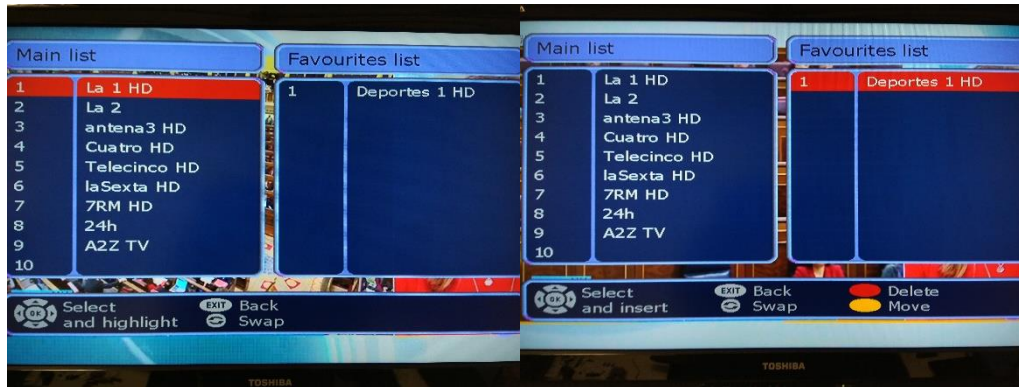 Main list
Favourites list
1 La 1 HD
2 La 2
3 antena3 HD
4 Cuatro HD
5 Telecinco HD
6 laSexta HD
7 7RM HD
8 24h
9 A2Z TV
10
1 Deportes 1 HD
OK Select and highlight
EXIT Back
Swap
TOSHIBA
Main list
Favourites list
1 La 1 HD
2 La 2
3 antena3 HD
4 Cuatro HD
5 Telecinco HD
6 laSexta HD
7 7RM HD
8 24h
9 A2Z TV
10
1 Deportes 1 HD
OK Select and insert
EXIT Back
Swap
Delete
Move
TOSHIBA